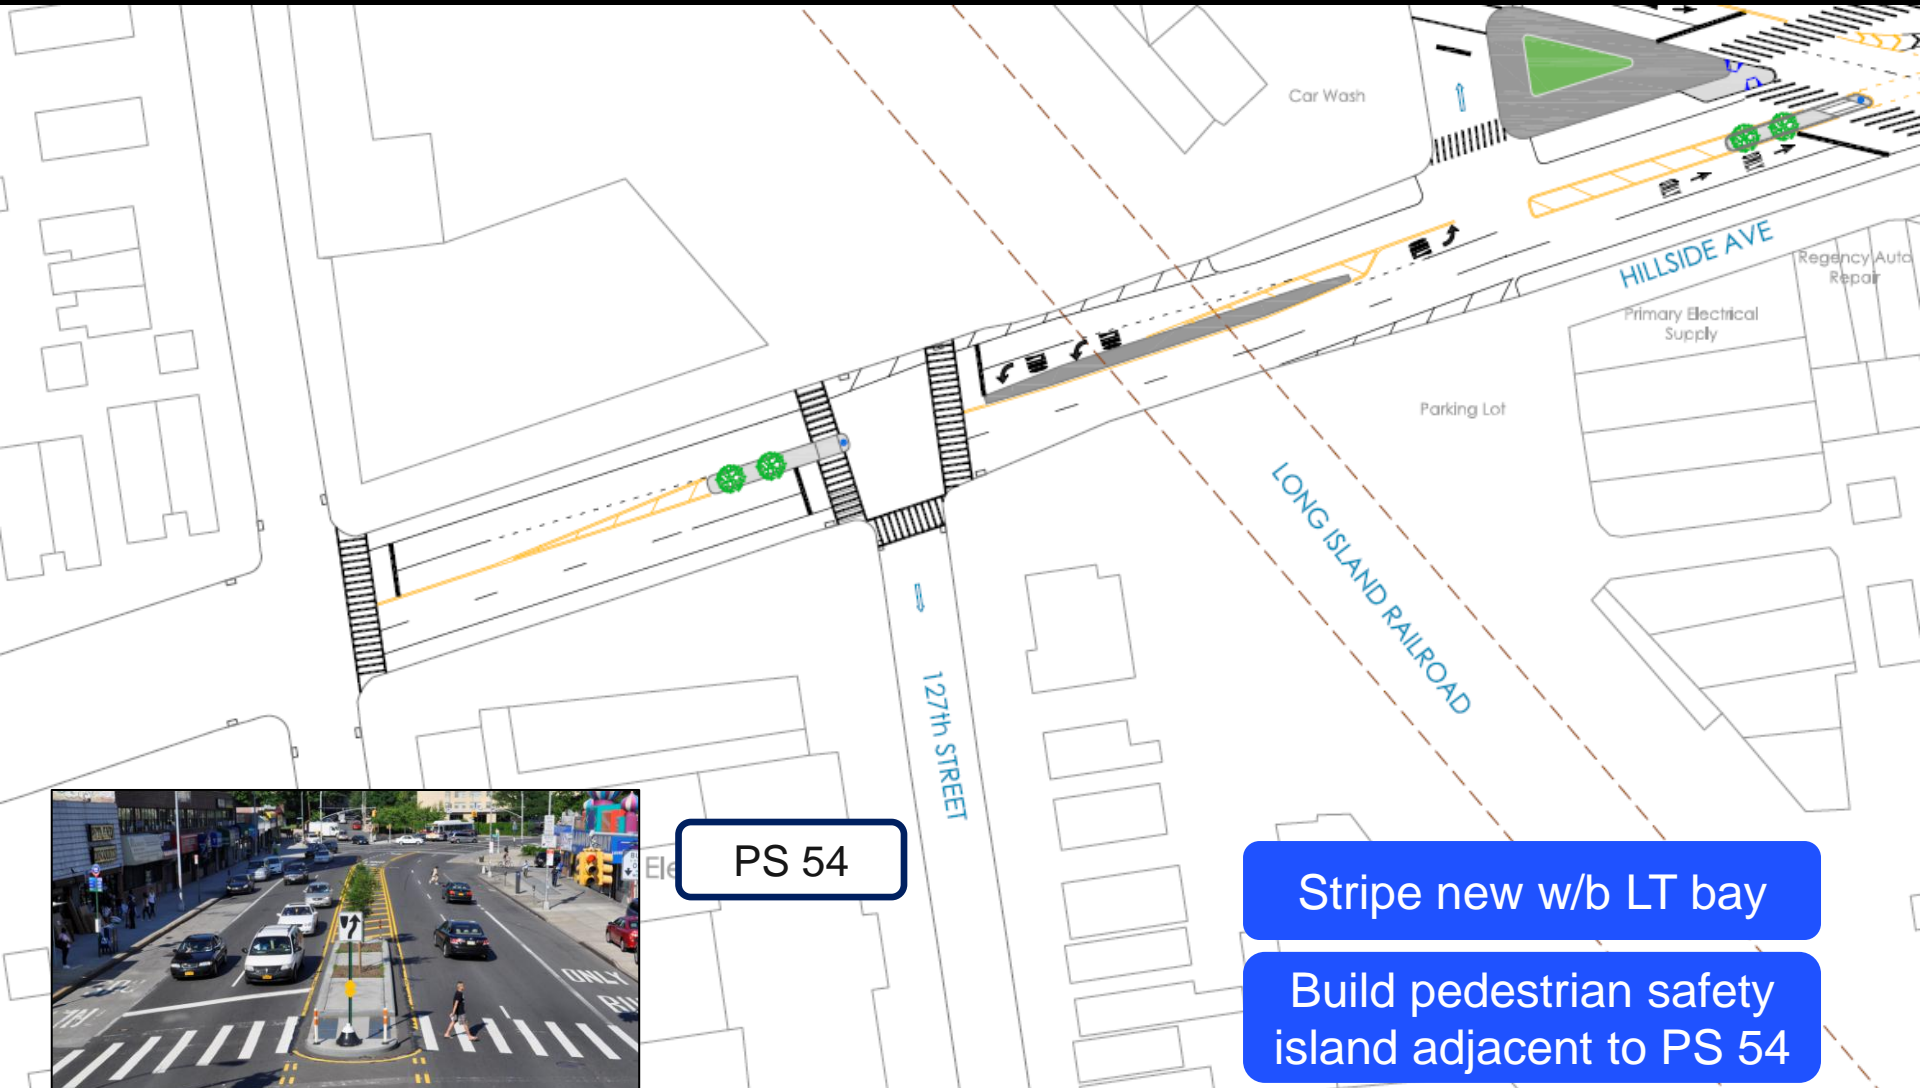 Car Wash
HILLSIDE AVE
Regency Auto
Repair
Primary Electrical
Supply
Parking Lot
LONG ISLAND RAILROAD
127th STREET
Ele
PS 54
ONLY
Stripe new w/b LT bay
Build pedestrian safety
island adjacent to PS 54